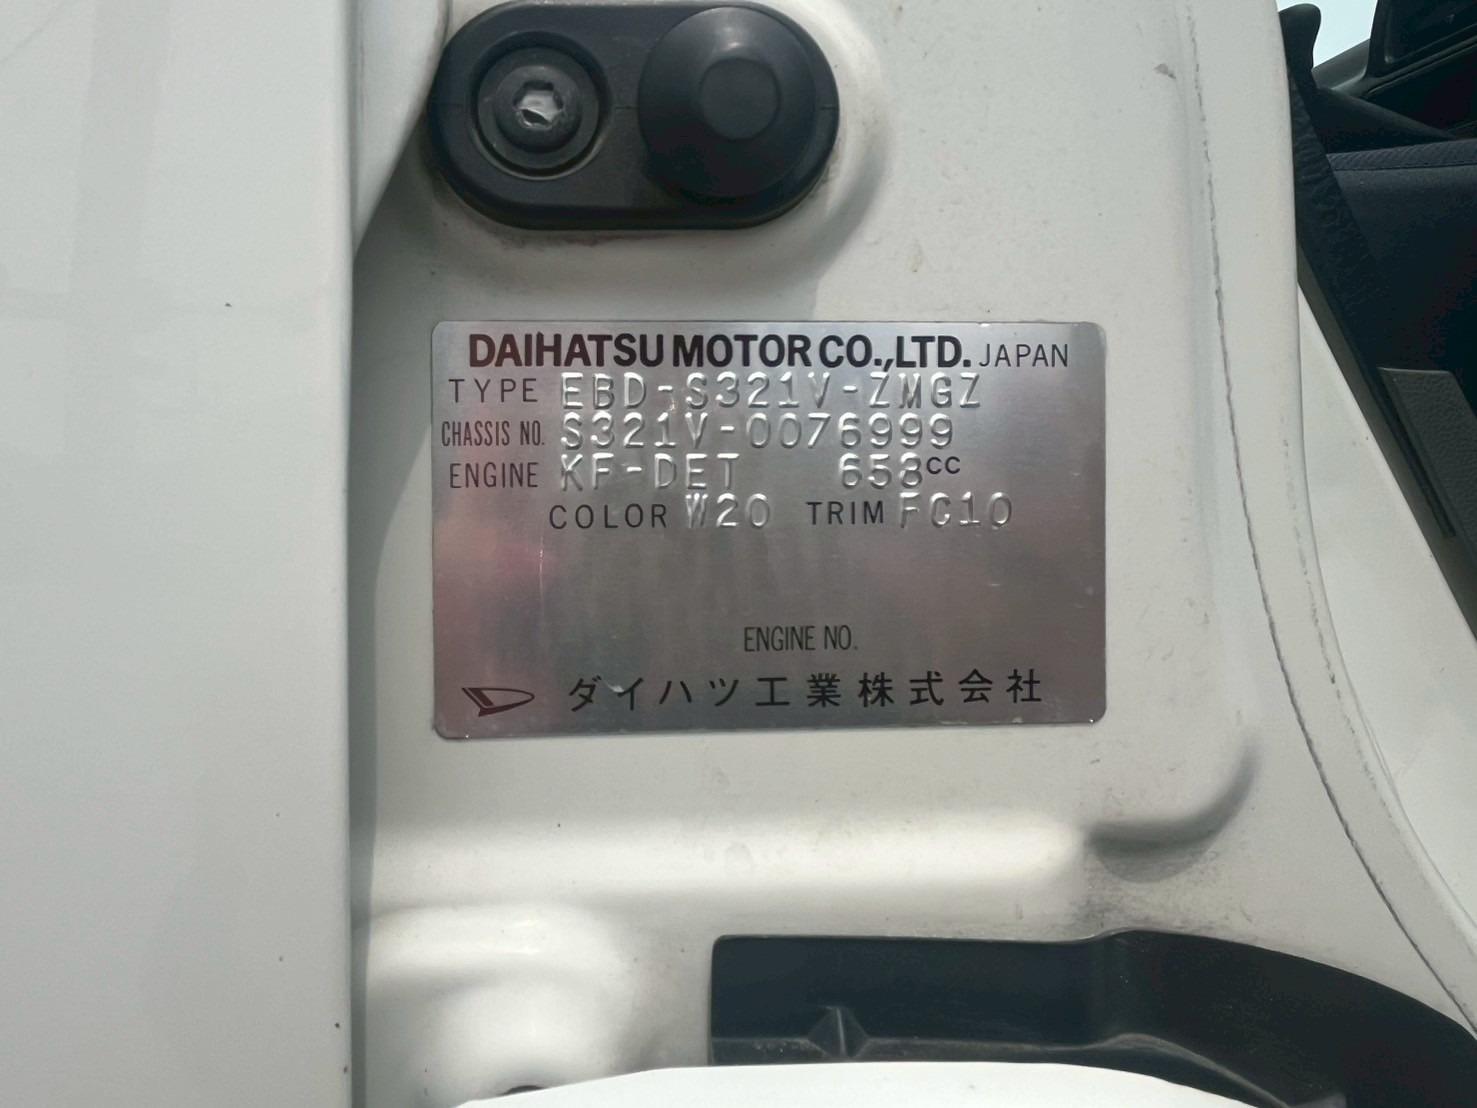 DAIHATSU MOTOR CO.,LTD. JAPAN
TYPE EBD-S321V-ZMGZ
CHASSIS NO. S321V-0076999
ENGINE KF-DET 658CC
COLOR W20 TRIM FC10
ENGINE NO.
ダイハツ工業株式会社